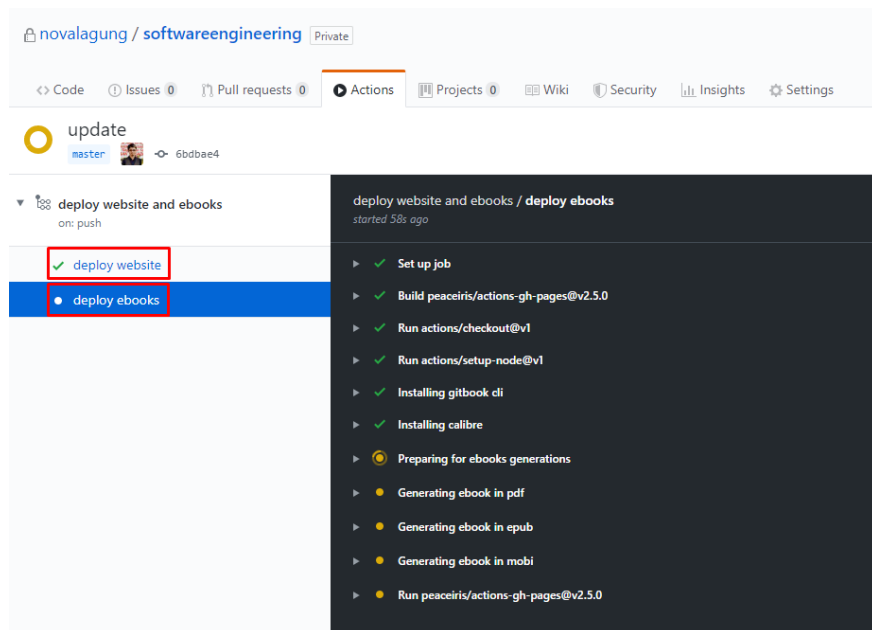 novalagung / softwareengineering Private
Code Issues 0 Pull requests 0 Actions Projects 0 Wiki Security Insights Settings
update
master 6bdbae4
deploy website and ebooks
on: push
deploy website
deploy ebooks
deploy website and ebooks / deploy ebooks
started 58s ago
Set up job
Build peaceiris/actions-gh-pages@v2.5.0
Run actions/checkout@v1
Run actions/setup-node@v1
Installing gitbook cli
Installing calibre
Preparing for ebooks generations
Generating ebook in pdf
Generating ebook in epub
Generating ebook in mobi
Run peaceiris/actions-gh-pages@v2.5.0